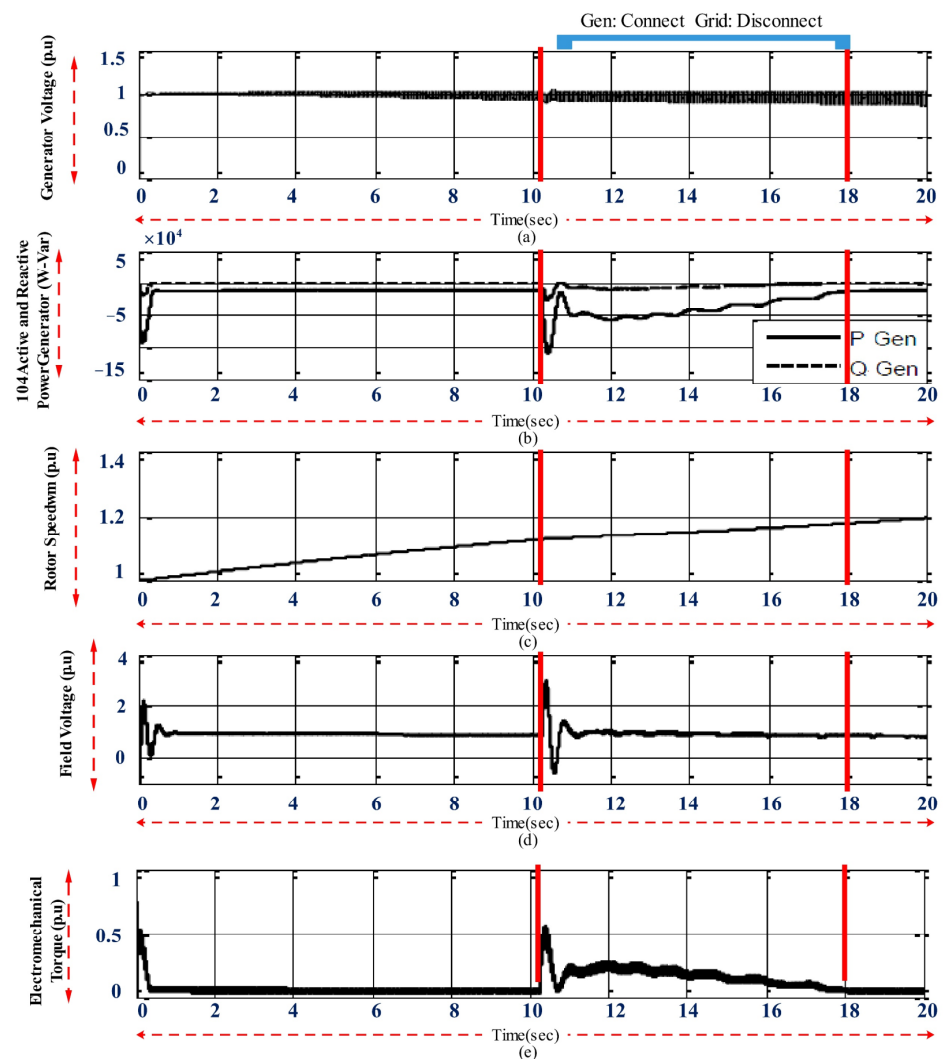 Gen: Connect Grid: Disconnect
Generator Voltage (p.u)
1.5
1
0.5
0
0 2 4 6 8 10 12 14 16 18 20
Time(sec)
(a)
×10⁴
104Active and Reactive
PowerGenerator (W-Var)
5
-5
-15
P Gen
Q Gen
0 2 4 6 8 10 12 14 16 18 20
Time(sec)
(b)
Rotor Speedwm (p.u)
1.4
1.2
1
0 2 4 6 8 10 12 14 16 18 20
Time(sec)
(c)
Field Voltage (p.u)
4
2
0
0 2 4 6 8 10 12 14 16 18 20
Time(sec)
(d)
Electromechanical
Torque (p.u)
1
0.5
0
0 2 4 6 8 10 12 14 16 18 20
Time(sec)
(e)